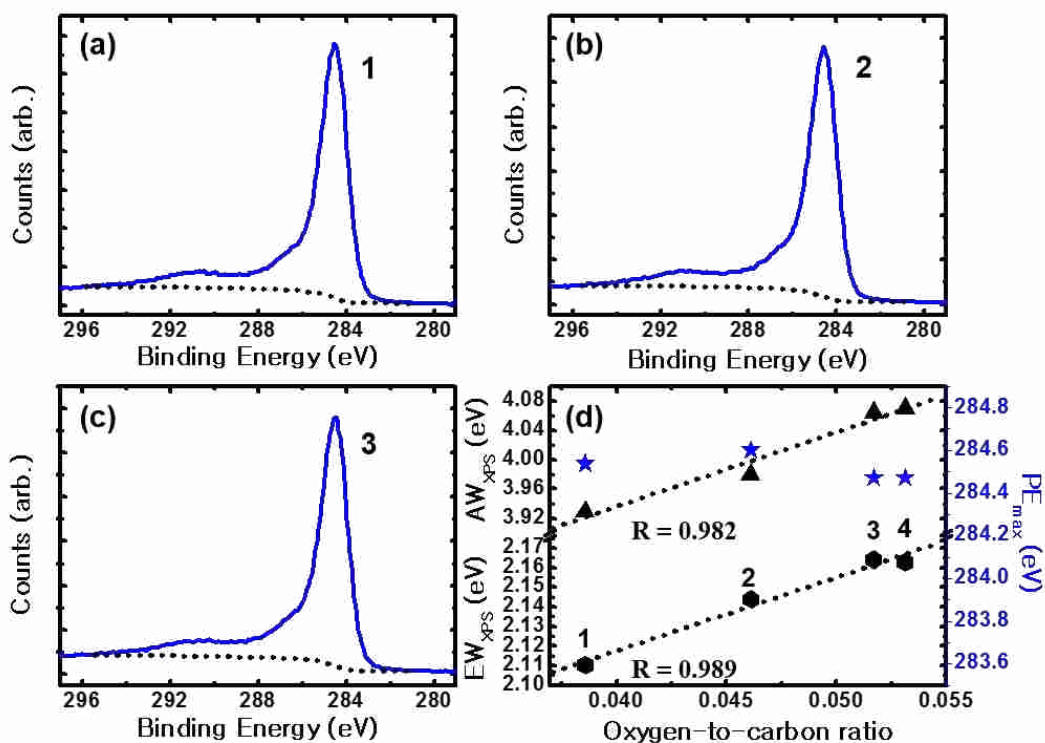 (a)
1
Counts (arb.)
296 292 288 284 280
Binding Energy (eV)
(b)
2
Counts (arb.)
296 292 288 284 280
Binding Energy (eV)
(c)
3
Counts (arb.)
296 292 288 284 280
Binding Energy (eV)
(d)
AW_XPS (eV)
4.08
4.04
4.00
3.96
3.92
EW_XPS (eV)
2.17
2.16
2.15
2.14
2.13
2.12
2.11
2.10
R = 0.982
R = 0.989
1
2
3 4
284.8
284.6
284.4
284.2
284.0
283.8
283.6
PE_max (eV)
0.040 0.045 0.050 0.055
Oxygen-to-carbon ratio